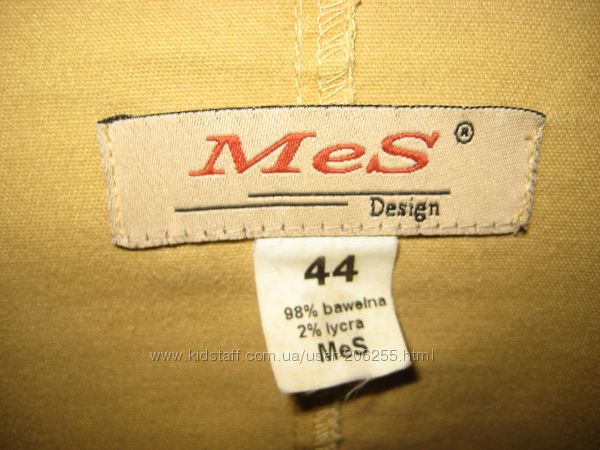 MeS ®
Design
44
98% bawełna
2% lycra
MeS
www.kidstaff.com.ua/user-206255.html